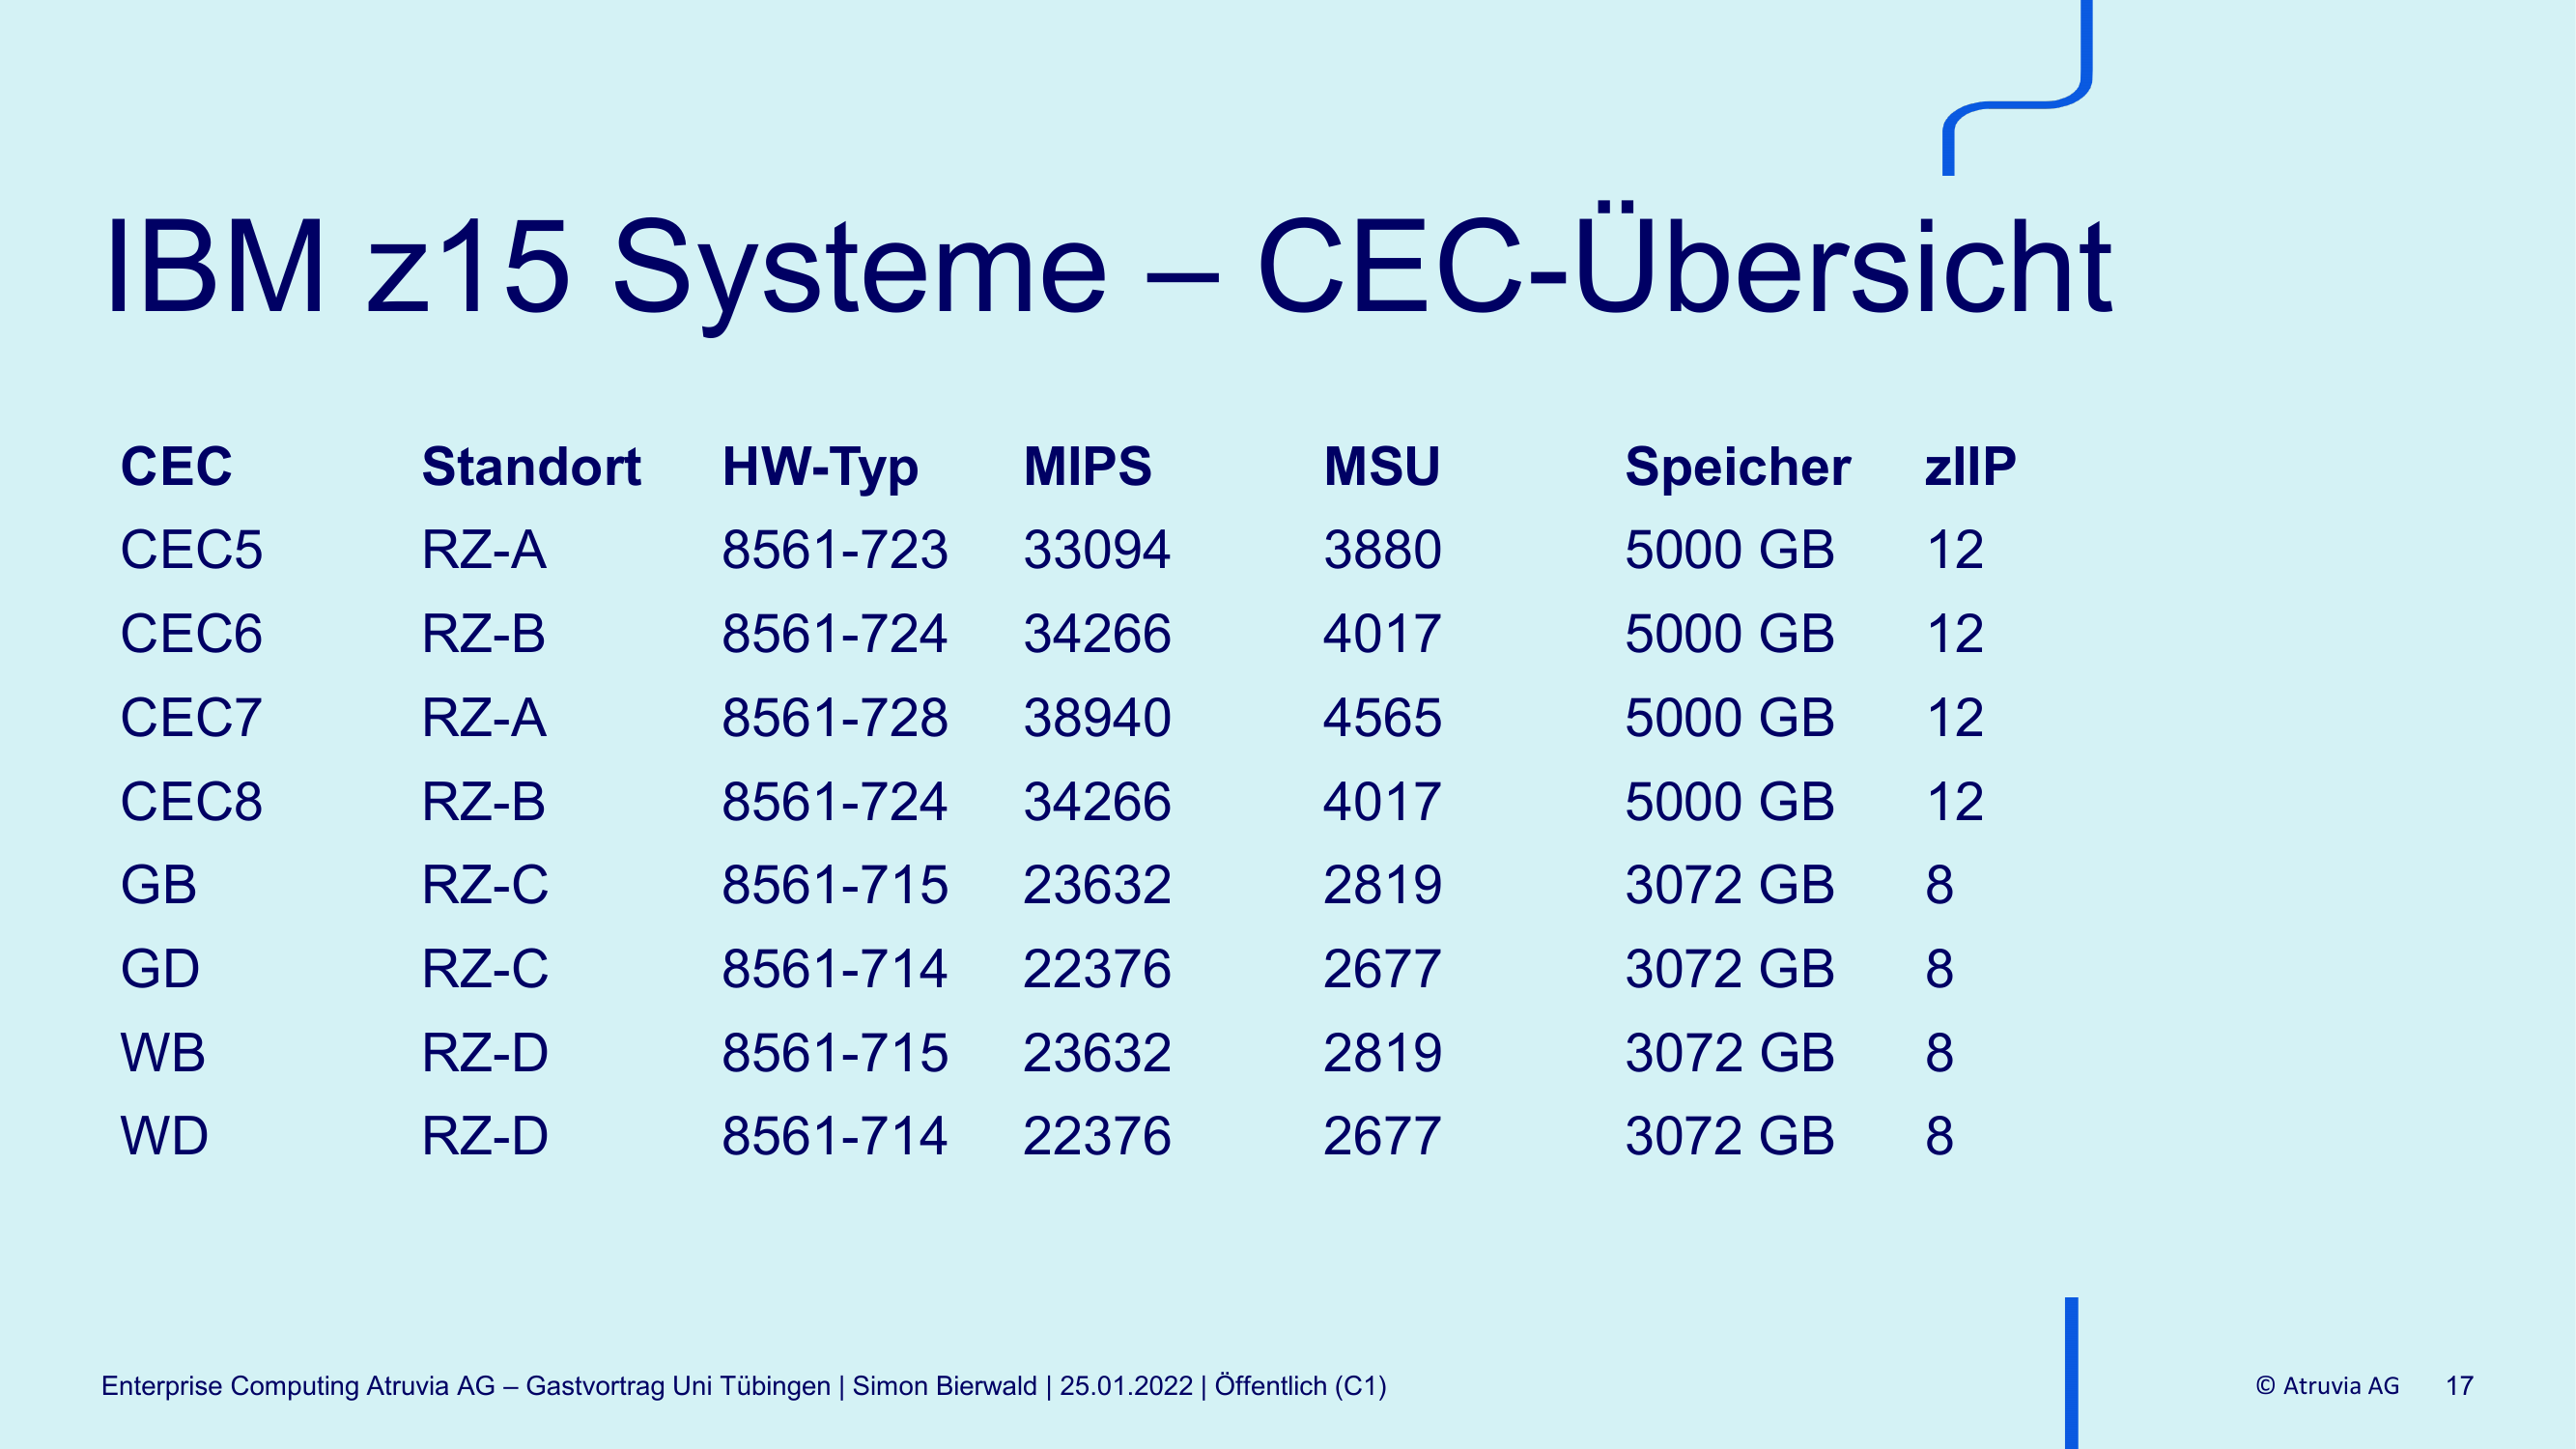 IBM z15 Systeme – CEC-Übersicht
CEC Standort HW-Typ MIPS MSU Speicher zIIP
CEC5 RZ-A 8561-723 33094 3880 5000 GB 12
CEC6 RZ-B 8561-724 34266 4017 5000 GB 12
CEC7 RZ-A 8561-728 38940 4565 5000 GB 12
CEC8 RZ-B 8561-724 34266 4017 5000 GB 12
GB RZ-C 8561-715 23632 2819 3072 GB 8
GD RZ-C 8561-714 22376 2677 3072 GB 8
WB RZ-D 8561-715 23632 2819 3072 GB 8
WD RZ-D 8561-714 22376 2677 3072 GB 8
Enterprise Computing Atruvia AG – Gastvortrag Uni Tübingen | Simon Bierwald | 25.01.2022 | Öffentlich (C1) © Atruvia AG 17